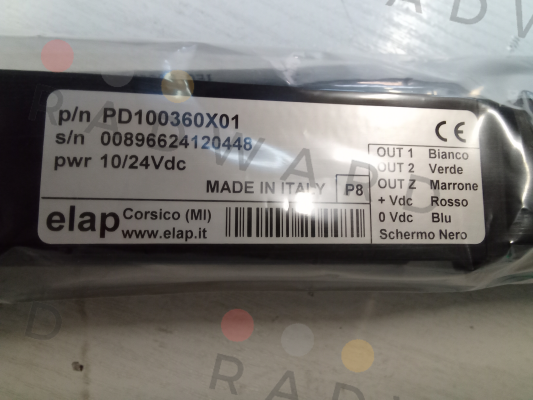 p/n PD100360X01
s/n 00896624120448
pwr 10/24Vdc
MADE IN ITALY P8
elap Corsico (MI)
www.elap.it
CE
OUT 1 Bianco
OUT 2 Verde
OUT Z Marrone
+ Vdc Rosso
0 Vdc Blu
Schermo Nero
RADWARD